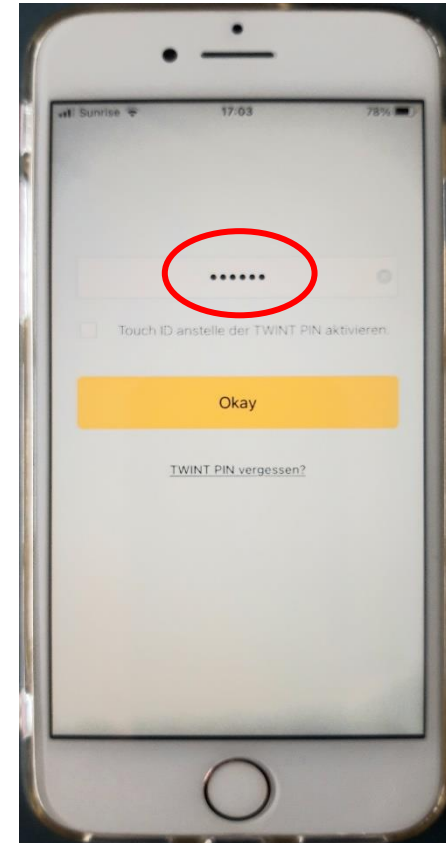 Sunrise 17:03 78%
••••••
Touch ID anstelle der TWINT PIN aktivieren.
Okay
TWINT PIN vergessen?